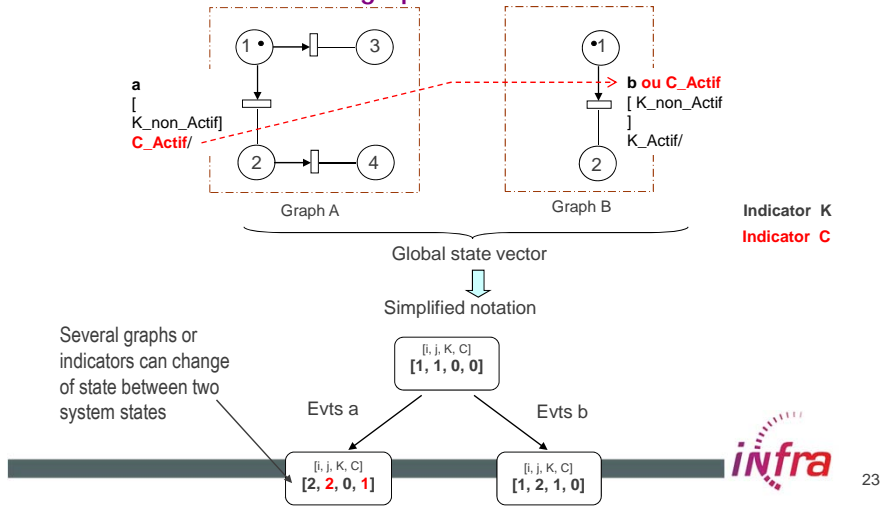 1
3
1
a
[
K_non_Actif]
C_Actif/
b ou C_Actif
[ K_non_Actif
]
K_Actif/
2
4
2
Graph A
Graph B
Indicator K
Indicator C
Global state vector
Simplified notation
Several graphs or
indicators can change
of state between two
system states
[i, j, K, C]
[1, 1, 0, 0]
Evts a
Evts b
[i, j, K, C]
[2, 2, 0, 1]
[i, j, K, C]
[1, 2, 1, 0]
infra
23